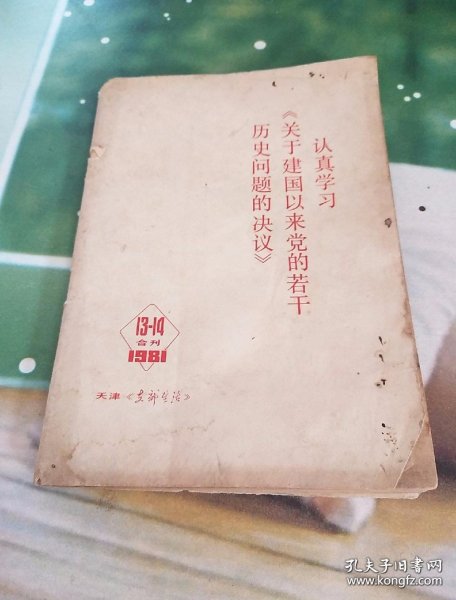 认真学习
《关于建国以来党的若干
历史问题的决议》
13-14
合刊
1981
天津《支部生活》
孔夫子旧书网
www.kongfz.com